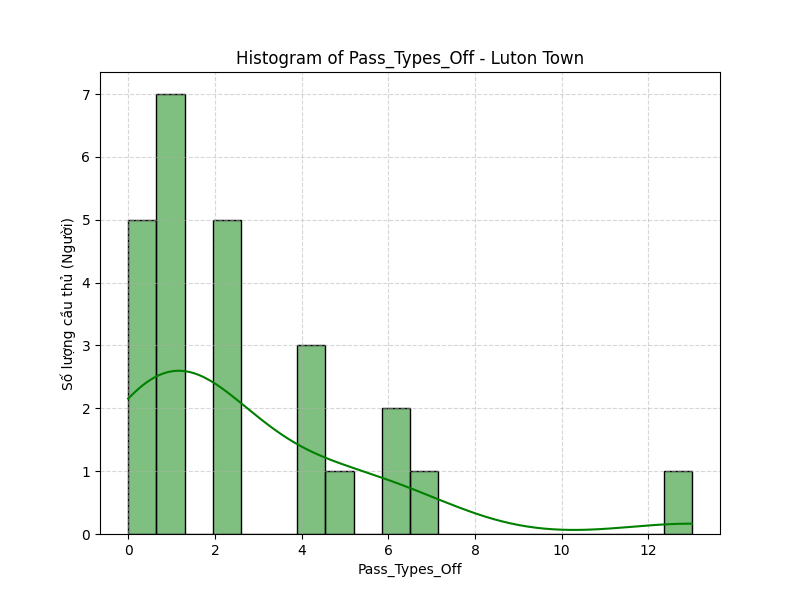 Histogram of Pass_Types_Off - Luton Town
7
6
5
4
3
2
1
0
Số lượng cầu thủ (Người)
0 2 4 6 8 10 12
Pass_Types_Off